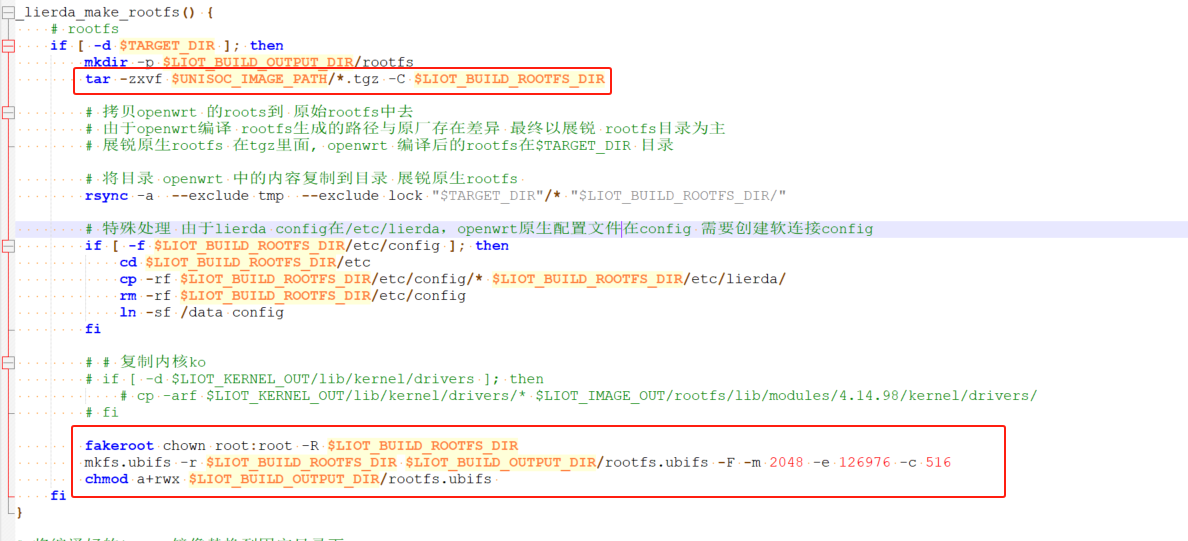 _lierda_make_rootfs() {
# rootfs
if [ -d $TARGET_DIR ]; then
mkdir -p $LIOT_BUILD_OUTPUT_DIR/rootfs
tar -zxvf $UNISOC_IMAGE_PATH/*.tgz -C $LIOT_BUILD_ROOTFS_DIR
# 拷贝openwrt 的roots到 原始rootfs中去
# 由于openwrt编译 rootfs生成的路径与原厂存在差异 最终以展锐 rootfs目录为主
# 展锐原生rootfs 在tgz里面, openwrt 编译后的rootfs在$TARGET_DIR 目录
# 将目录 openwrt 中的内容复制到目录 展锐原生rootfs
rsync -a  --exclude tmp  --exclude lock "$TARGET_DIR"/* "$LIOT_BUILD_ROOTFS_DIR/"
# 特殊处理 由于lierda config在/etc/lierda，openwrt原生配置文件在config 需要创建软连接config
if [ -f $LIOT_BUILD_ROOTFS_DIR/etc/config ]; then
cd $LIOT_BUILD_ROOTFS_DIR/etc
cp -rf $LIOT_BUILD_ROOTFS_DIR/etc/config/* $LIOT_BUILD_ROOTFS_DIR/etc/lierda/
rm -rf $LIOT_BUILD_ROOTFS_DIR/etc/config
ln -sf /data config
fi
# # 复制内核ko
# if [ -d $LIOT_KERNEL_OUT/lib/kernel/drivers ]; then
# cp -arf $LIOT_KERNEL_OUT/lib/kernel/drivers/* $LIOT_IMAGE_OUT/rootfs/lib/modules/4.14.98/kernel/drivers/
# fi
fakeroot chown root:root -R $LIOT_BUILD_ROOTFS_DIR
mkfs.ubifs -r $LIOT_BUILD_ROOTFS_DIR $LIOT_BUILD_OUTPUT_DIR/rootfs.ubifs -F -m 2048 -e 126976 -c 516
chmod a+rwx $LIOT_BUILD_OUTPUT_DIR/rootfs.ubifs
fi
}